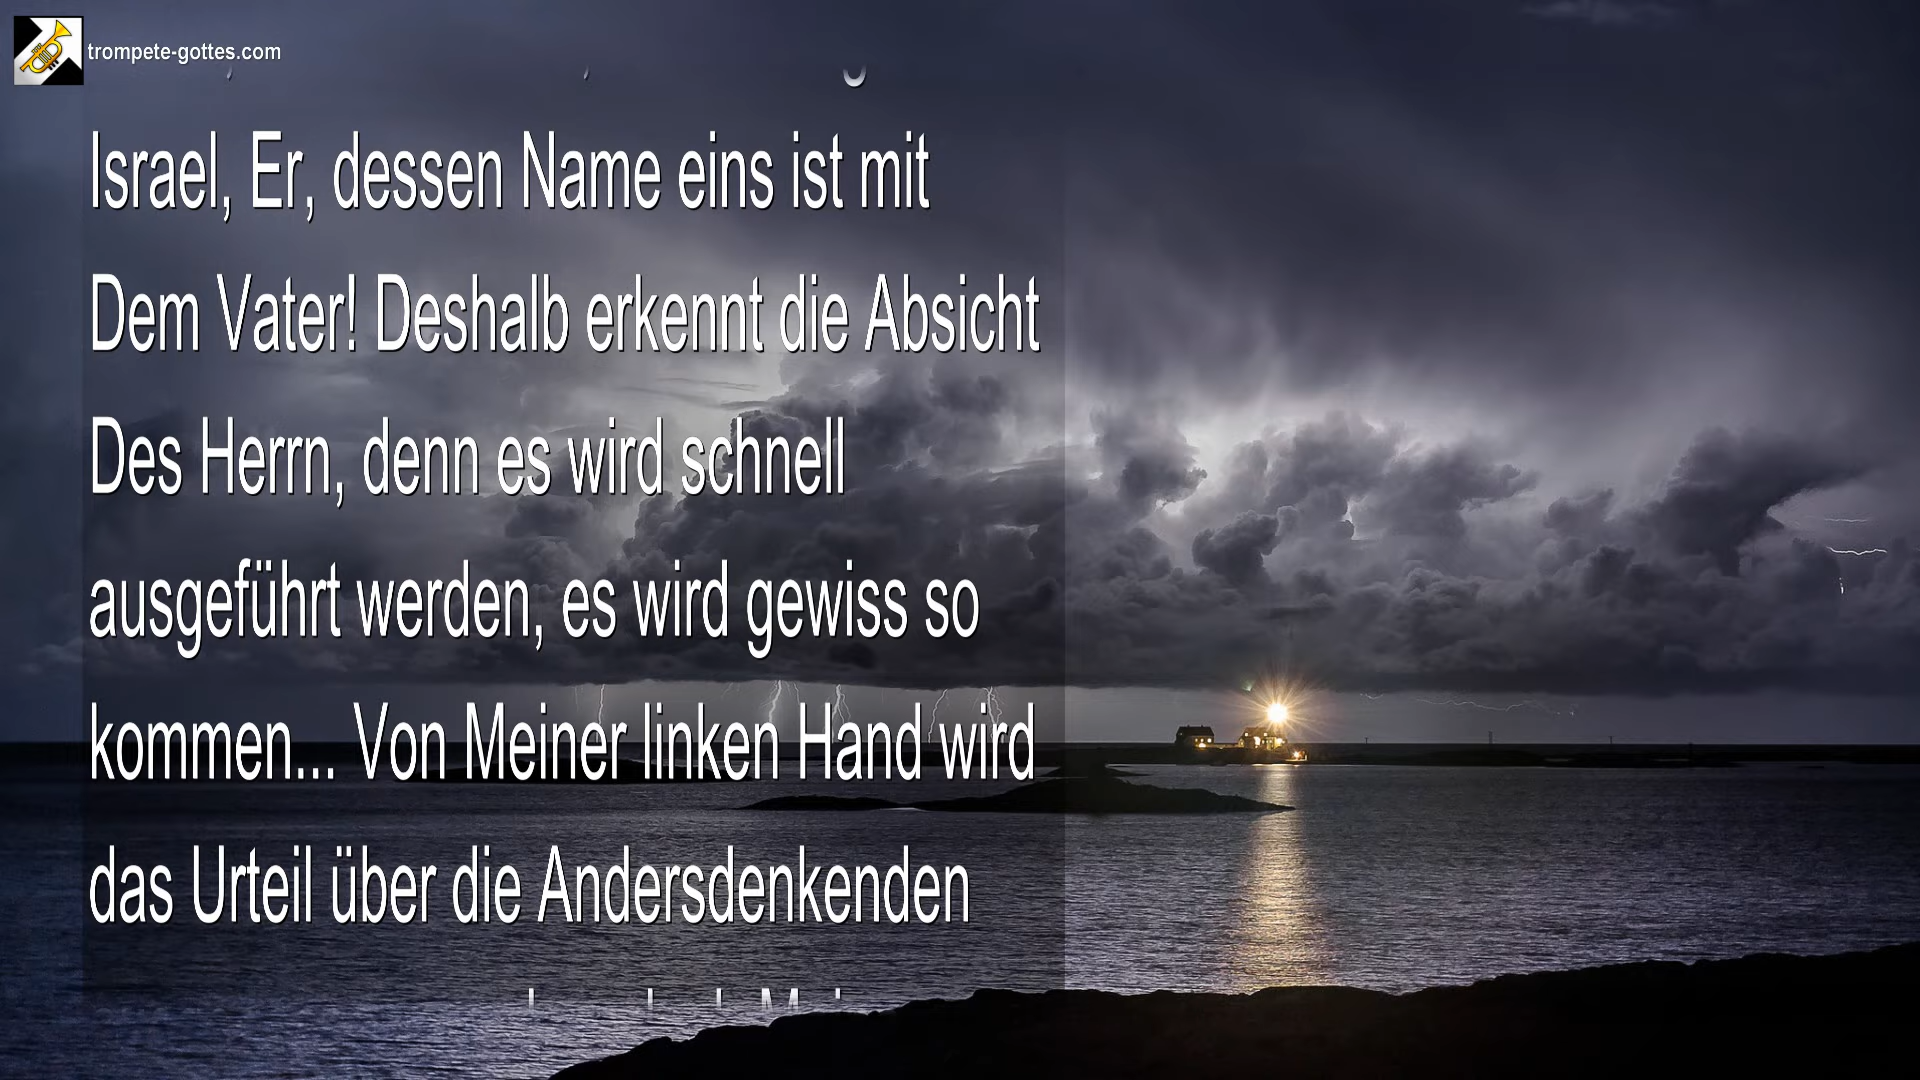 trompete-gottes.com
Israel, Er, dessen Name eins ist mit
Dem Vater! Deshalb erkennt die Absicht
Des Herrn, denn es wird schnell
ausgeführt werden, es wird gewiss so
kommen... Von Meiner linken Hand wird
das Urteil über die Andersdenkenden